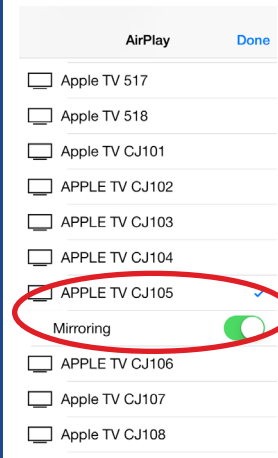 AirPlay Done
Apple TV 517
Apple TV 518
Apple TV CJ101
APPLE TV CJ102
APPLE TV CJ103
APPLE TV CJ104
APPLE TV CJ105
Mirroring
APPLE TV CJ106
Apple TV CJ107
Apple TV CJ108